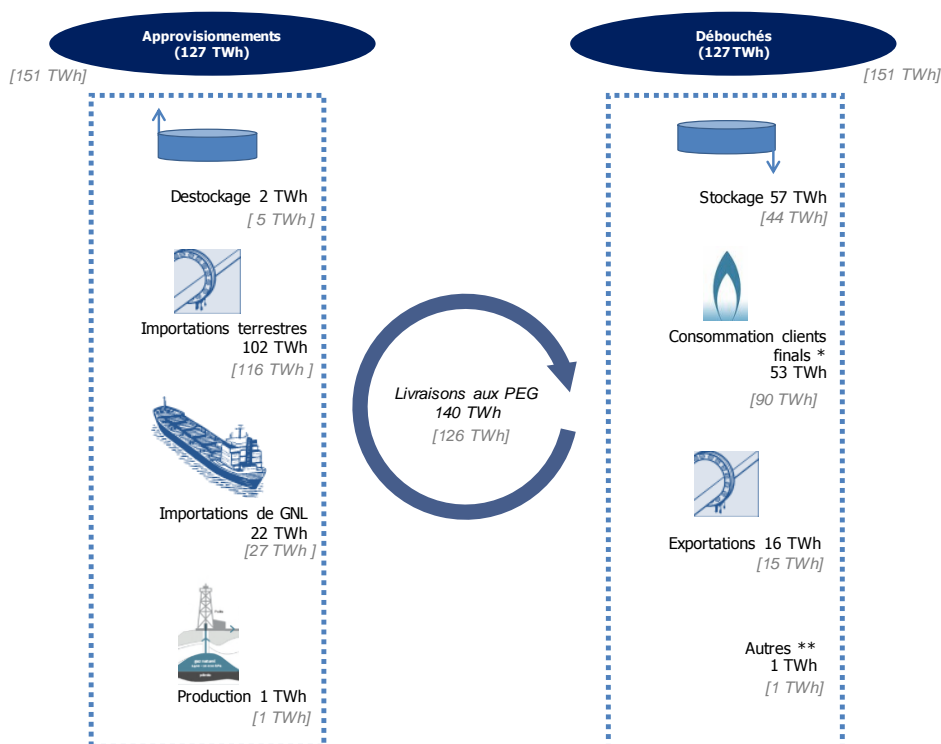 Approvisionnements
(127 TWh)
[151 TWh]
Destockage 2 TWh
[ 5 TWh ]
Importations terrestres
102 TWh
[116 TWh ]
Importations de GNL
22 TWh
[27 TWh ]
Production 1 TWh
[1 TWh]
Livraisons aux PEG
140 TWh
[126 TWh]
Débouchés
(127 TWh)
[151 TWh]
Stockage 57 TWh
[44 TWh]
Consommation clients
finals *
53 TWh
[90 TWh]
Exportations 16 TWh
[15 TWh]
Autres **
1 TWh
[1 TWh]